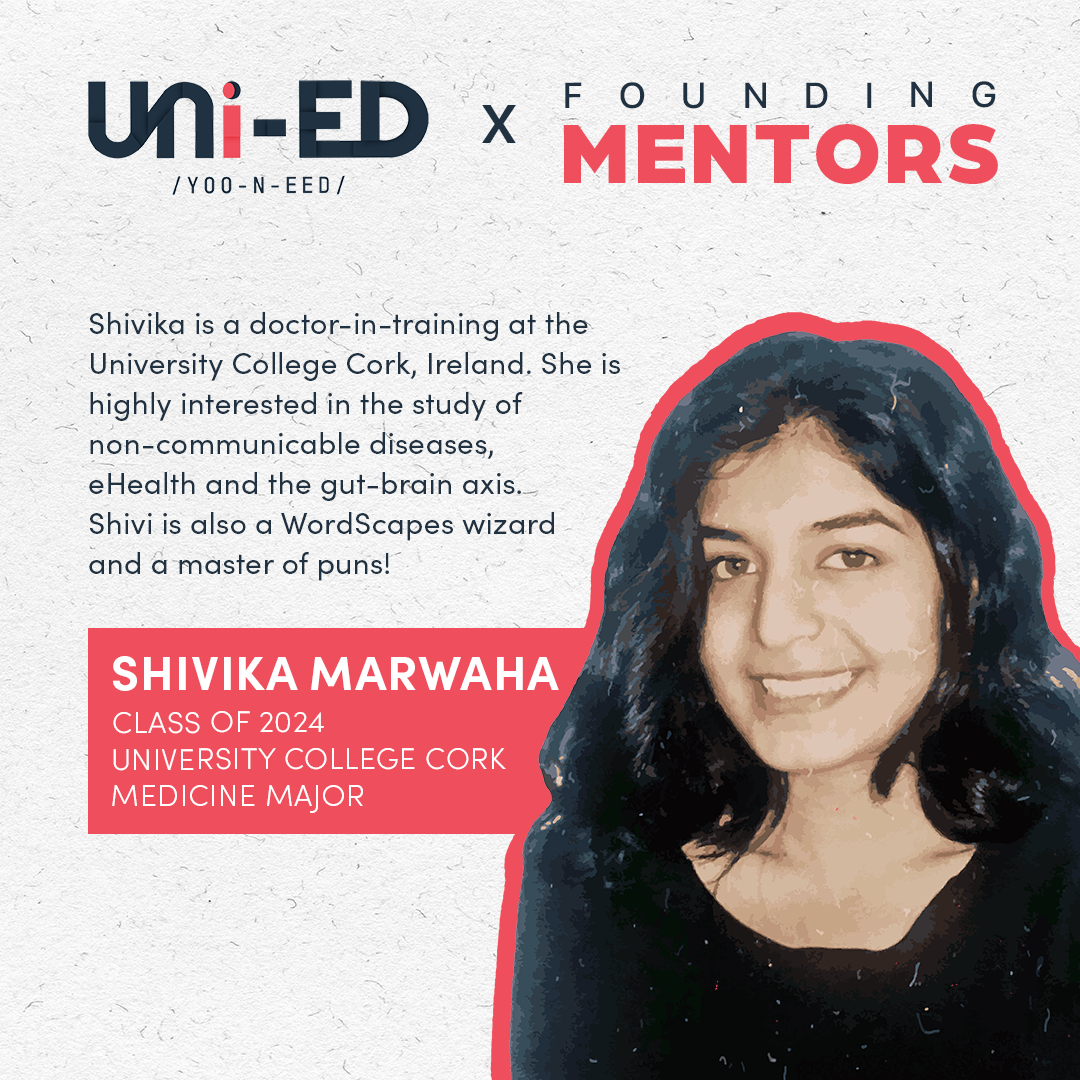 UNi-ED X FOUNDING
MENTORS
/YOO-N-EED/
Shivika is a doctor-in-training at the
University College Cork, Ireland. She is
highly interested in the study of
non-communicable diseases,
eHealth and the gut-brain axis.
Shivi is also a WordScapes wizard
and a master of puns!
SHIVIKA MARWAHA
CLASS OF 2024
UNIVERSITY COLLEGE CORK
MEDICINE MAJOR